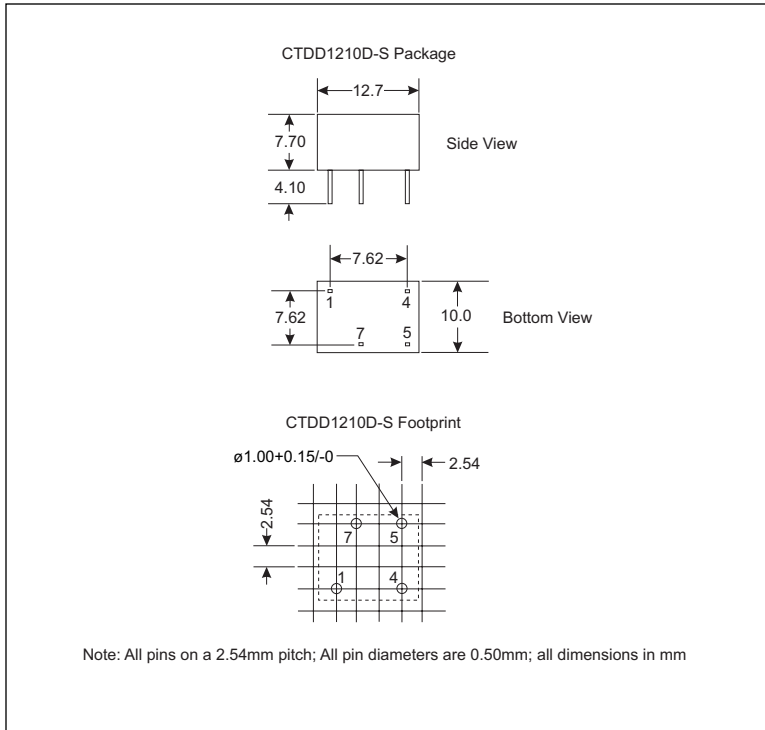 CTDD1210D-S Package
12.7
7.70
Side View
4.10
7.62
1
4
7.62
10.0
Bottom View
7
5
CTDD1210D-S Footprint
ø1.00+0.15/-0
2.54
2.54
7
5
1
4
Note: All pins on a 2.54mm pitch; All pin diameters are 0.50mm; all dimensions in mm